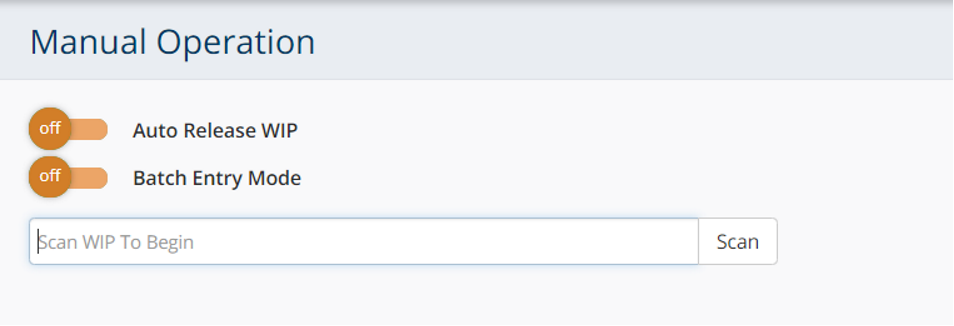 Manual Operation
off Auto Release WIP
off Batch Entry Mode
Scan WIP To Begin Scan